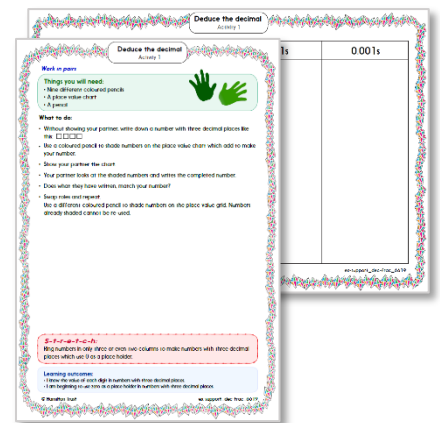 Deduce the decimal
Activity 1
1s
0.001s
ex-support_dec-frac_6619
Deduce the decimal
Activity 1
Work in pairs
Things you will need:
• Nine different coloured pencils
• A place value chart
• A pencil
What to do:
• Without showing your partner, write down a number with three decimal places like
this: □.□□□
• Use a coloured pencil to shade numbers on the place value chart which add to make
your number.
• Show your partner the chart.
• Your partner looks at the shaded numbers and writes the completed number.
• Does what they have written, match your number?
• Swap roles and repeat.
Use a different coloured pencil to shade numbers on the place value grid. Numbers
already shaded cannot be re-used.
S-t-r-e-t-c-h:
Ring numbers in only three or even two columns to make numbers with three decimal
places which use 0 as a place holder.
Learning outcomes:
• I know the value of each digit in numbers with three decimal places.
• I am beginning to use zero as a place holder in numbers with three decimal places.
© Hamilton Trust
ex-support_dec-frac_6619